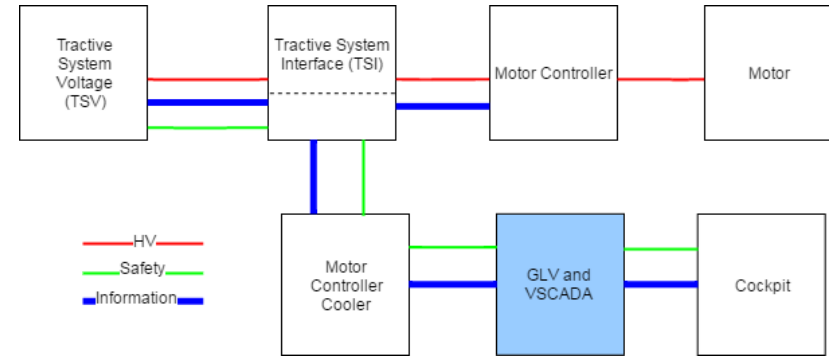 Tractive
System
Voltage
(TSV)
Tractive System
Interface (TSI)
Motor Controller
Motor
HV
Safety
Information
Motor
Controller
Cooler
GLV and
VSCADA
Cockpit